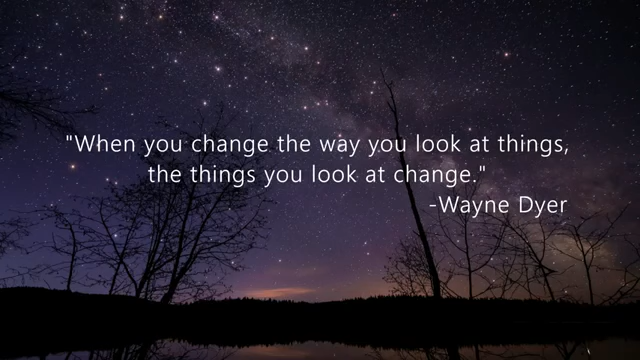 "When you change the way you look at things,
the things you look at change."
-Wayne Dyer